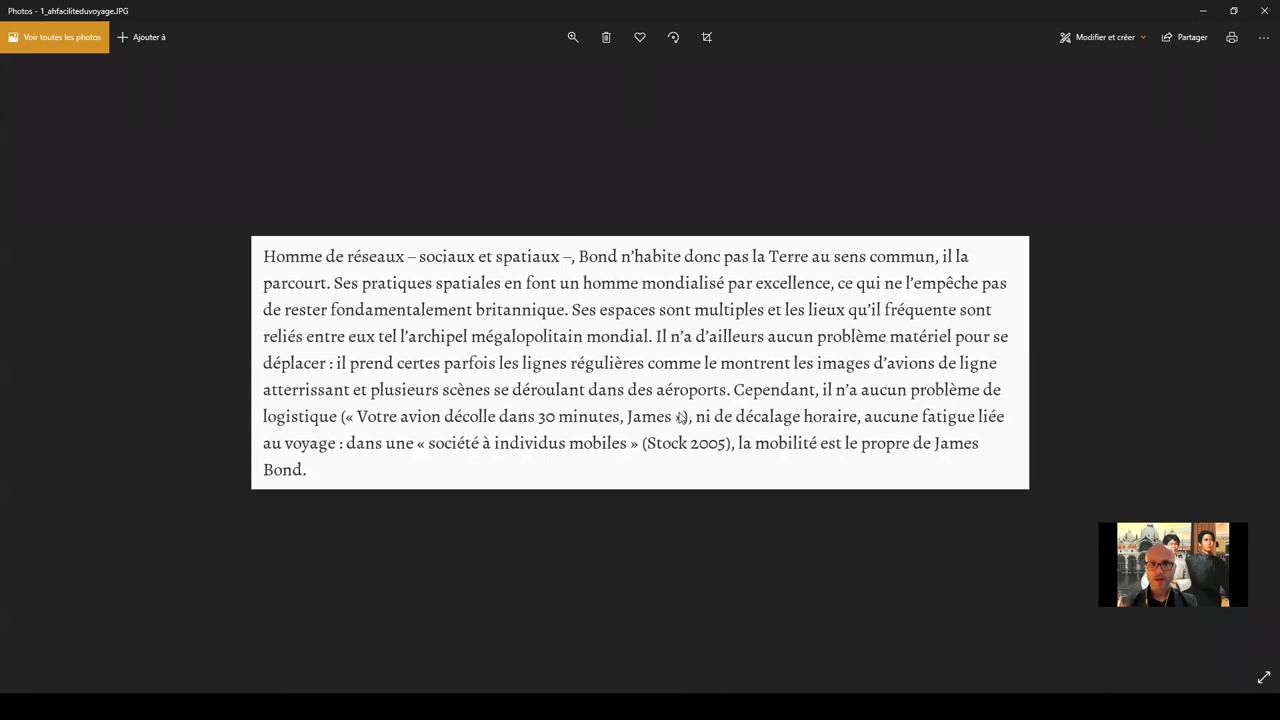 Photos - 1_ahfaciliteduvoyage.JPG
Voir toutes les photos
Ajouter à
Modifier et créer
Partager
Homme de réseaux – sociaux et spatiaux –, Bond n’habite donc pas la Terre au sens commun, il la
parcourt. Ses pratiques spatiales en font un homme mondialisé par excellence, ce qui ne l’empêche pas
de rester fondamentalement britannique. Ses espaces sont multiples et les lieux qu’il fréquente sont
reliés entre eux tel l’archipel mégalopolitain mondial. Il n’a d’ailleurs aucun problème matériel pour se
déplacer : il prend certes parfois les lignes régulières comme le montrent les images d’avions de ligne
atterrissant et plusieurs scènes se déroulant dans des aéroports. Cependant, il n’a aucun problème de
logistique (« Votre avion décolle dans 30 minutes, James »), ni de décalage horaire, aucune fatigue liée
au voyage : dans une « société à individus mobiles » (Stock 2005), la mobilité est le propre de James
Bond.